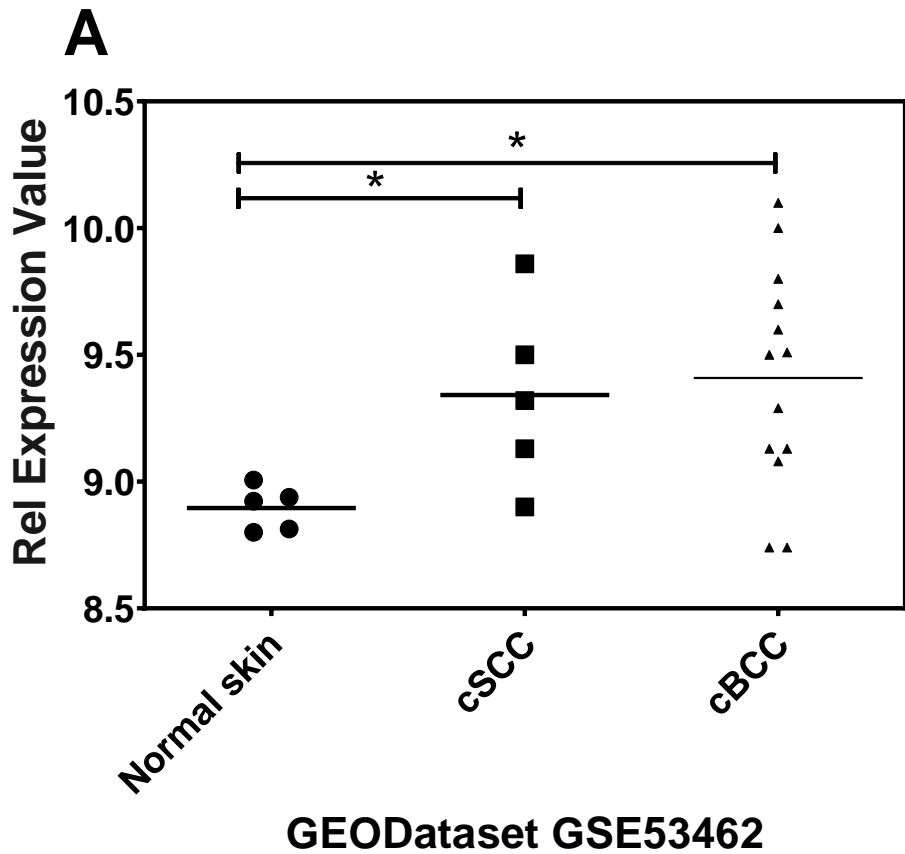 A
Rel Expression Value
10.5
10.0
9.5
9.0
8.5
*
*
Normal skin
cSCC
cBCC
GEODataset GSE53462